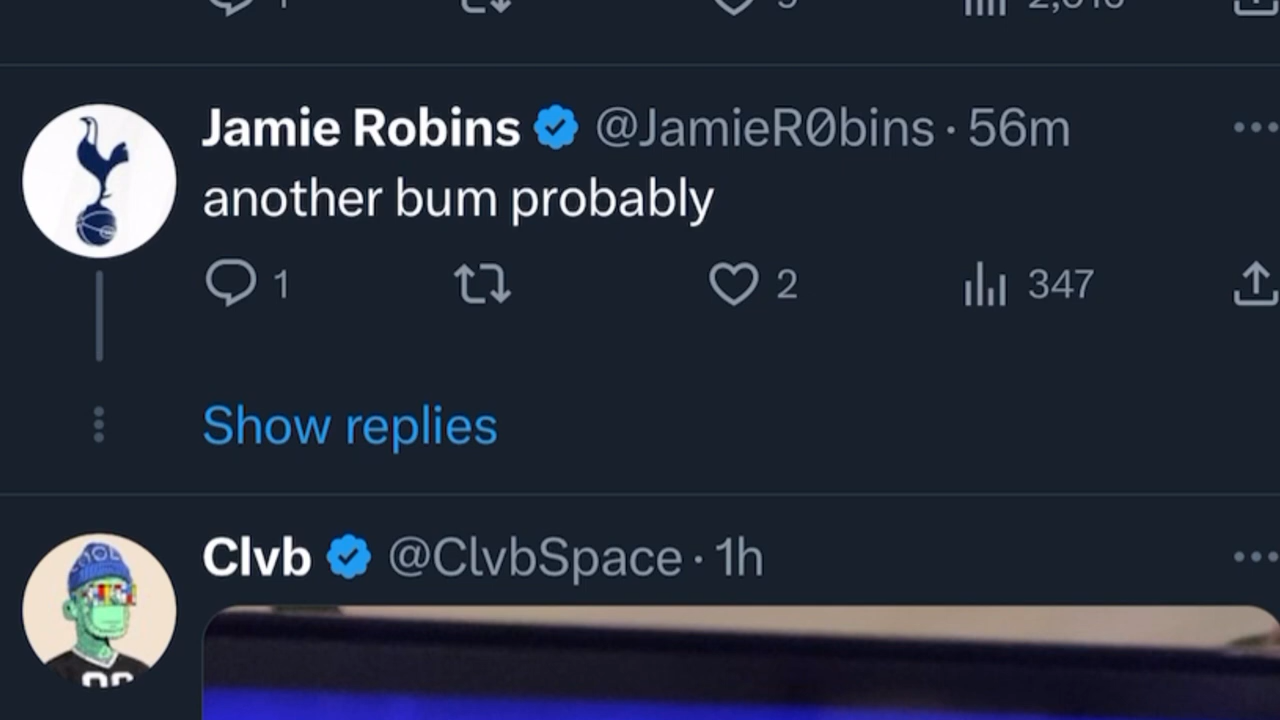 Jamie Robins @JamieR0bins · 56m
another bum probably
1 2 347
Show replies
Clvb @ClvbSpace · 1h